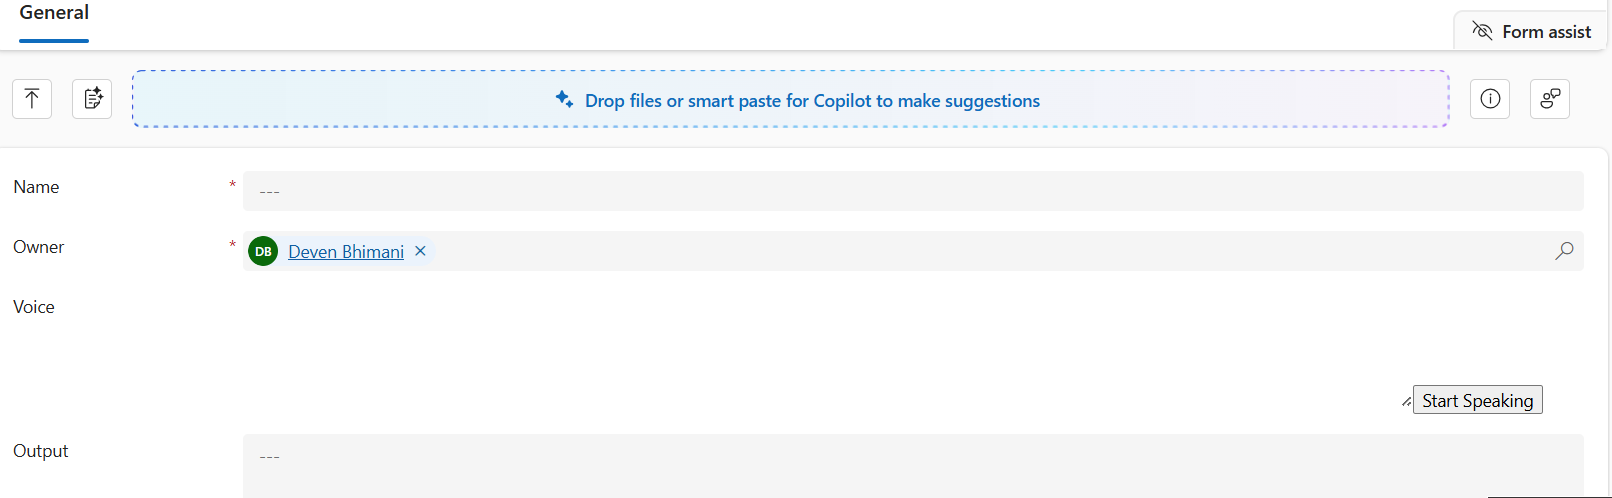 General
Form assist
Drop files or smart paste for Copilot to make suggestions
Name * ---
Owner * DB Deven Bhimani
Voice
Start Speaking
Output ---